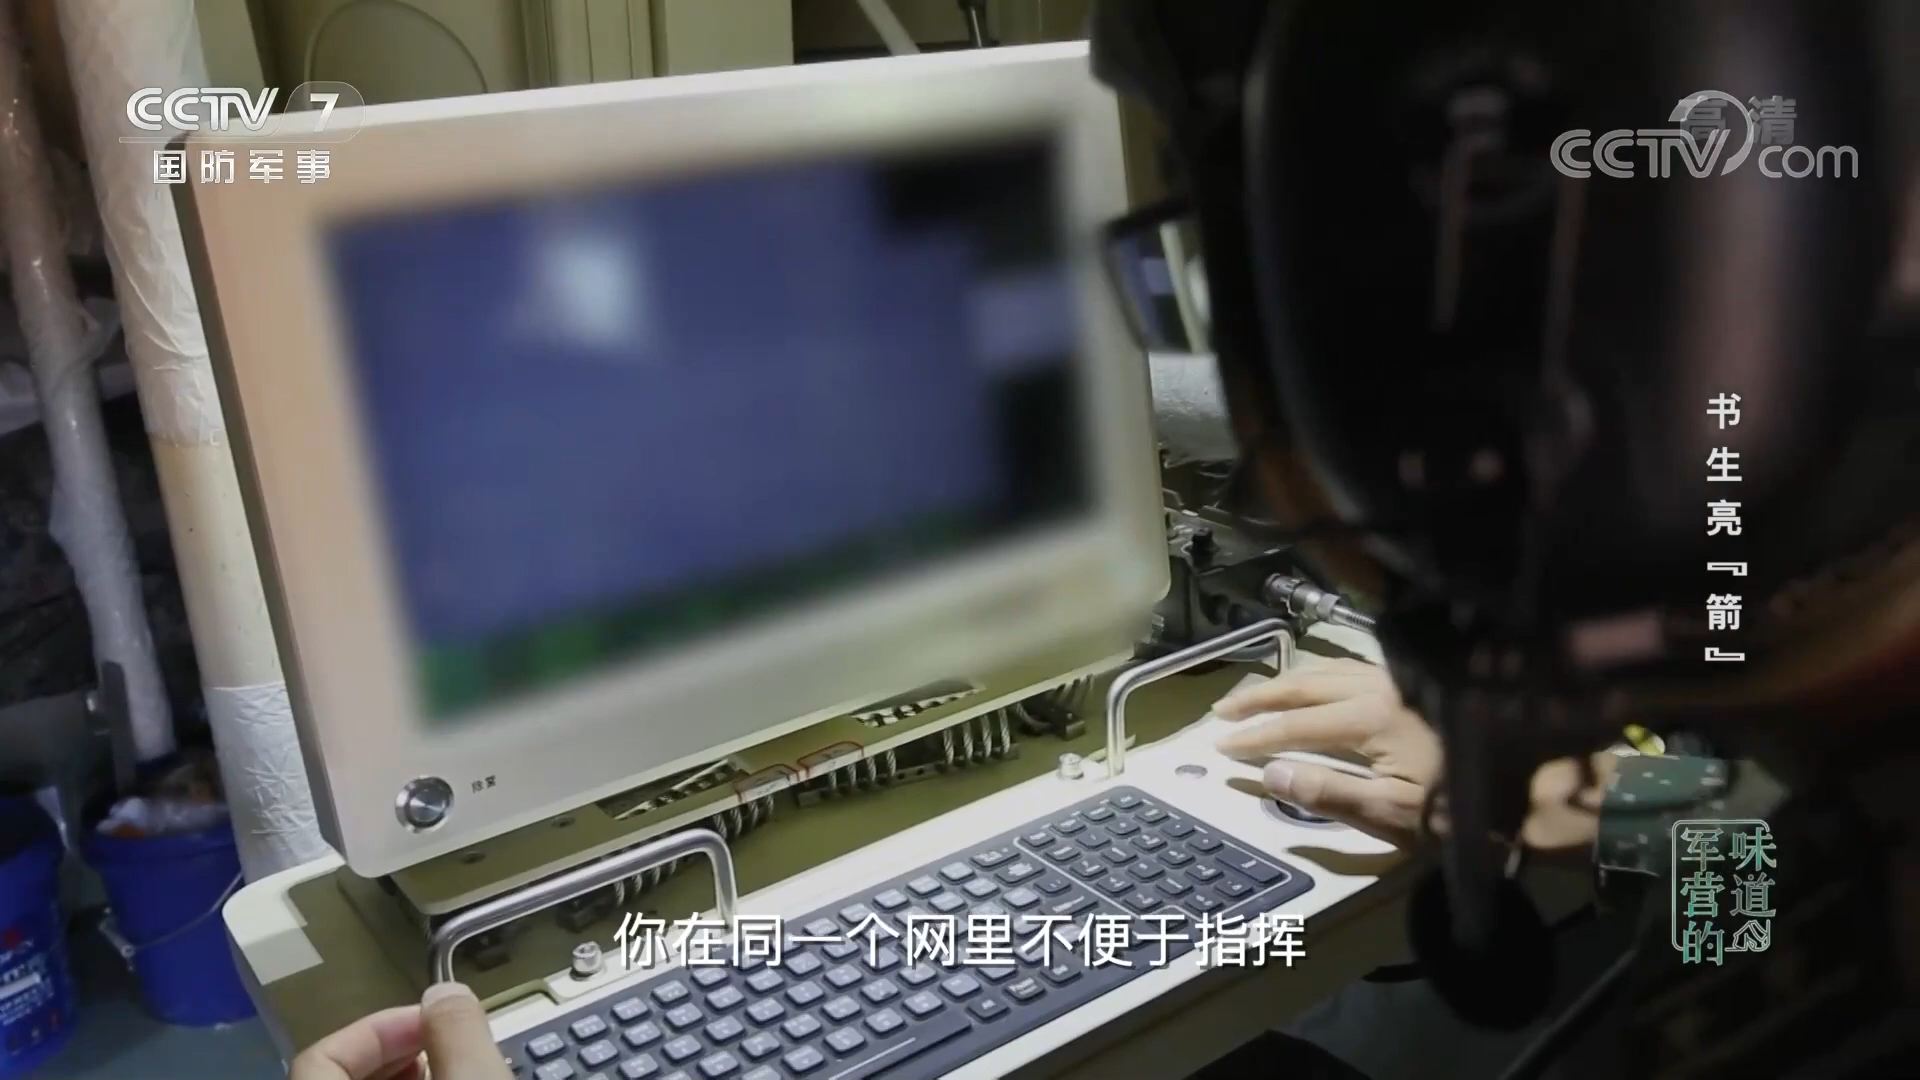 CCTV 7
国防军事
高清
CCTV.com
书生亮『箭』
你在同一个网里不便于指挥
军营的
味道